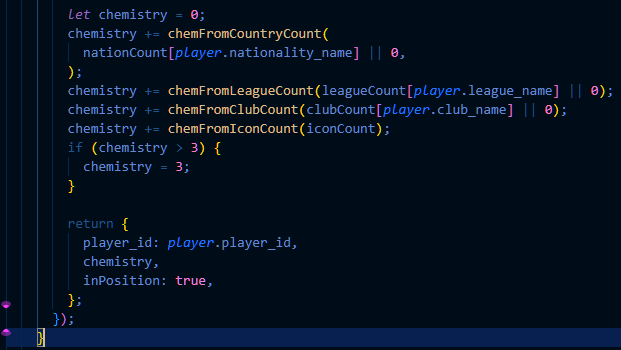 let chemistry = 0;
chemistry += chemFromCountryCount(
nationCount[player.nationality_name] || 0,
);
chemistry += chemFromLeagueCount(leagueCount[player.league_name] || 0);
chemistry += chemFromClubCount(clubCount[player.club_name] || 0);
chemistry += chemFromIconCount(iconCount);
if (chemistry > 3) {
chemistry = 3;
}
return {
player_id: player.player_id,
chemistry,
inPosition: true,
};
});
}